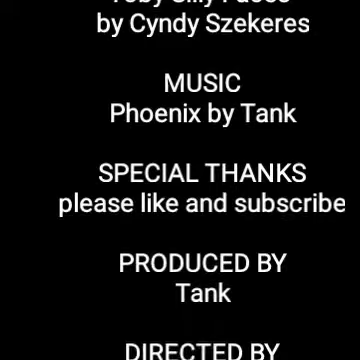 by Cyndy Szekeres
MUSIC
Phoenix by Tank
SPECIAL THANKS
please like and subscribe
PRODUCED BY
Tank
DIRECTED BY